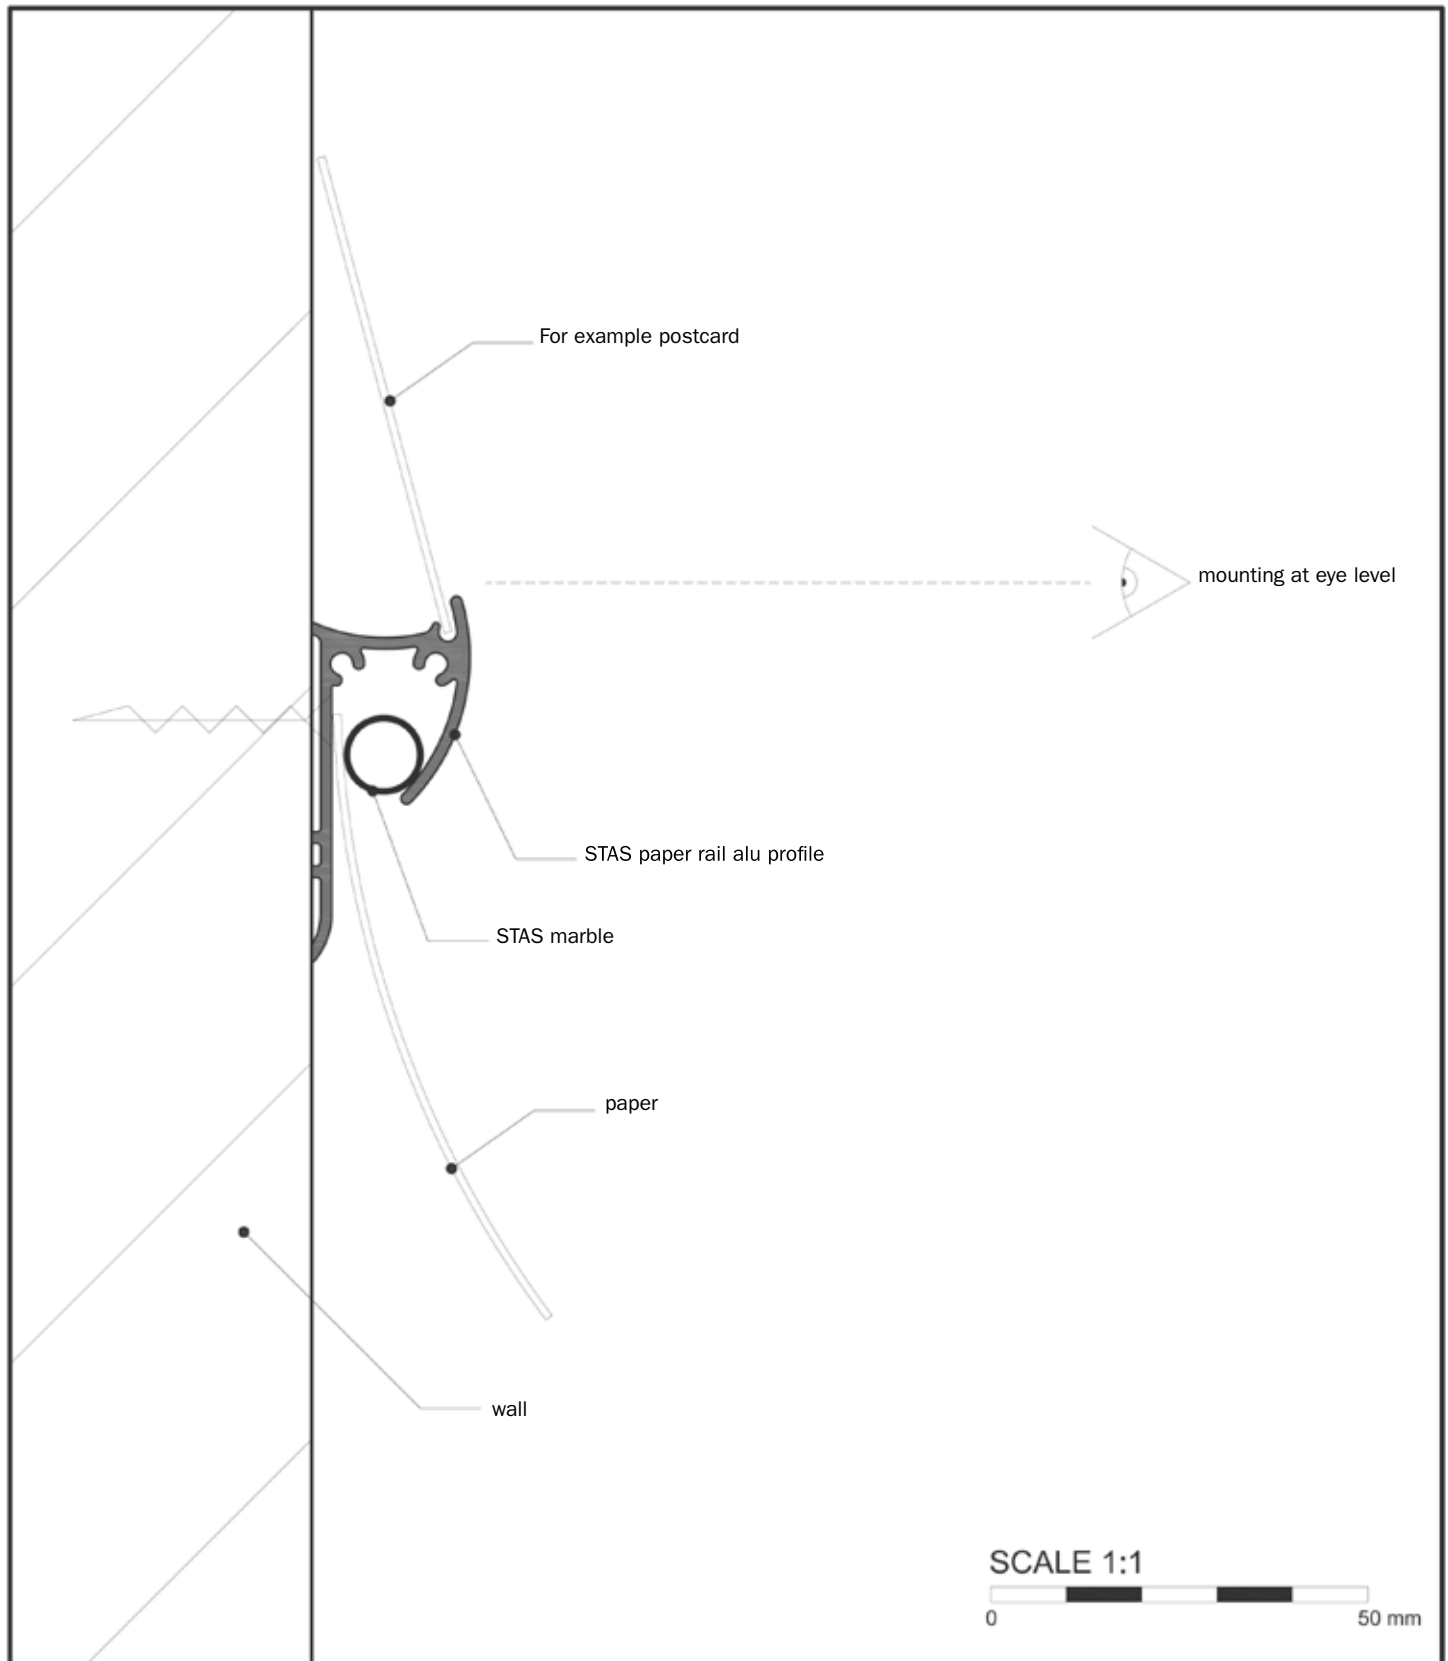 For example postcard
mounting at eye level
STAS paper rail alu profile
STAS marble
paper
wall
SCALE 1:1
0
50 mm